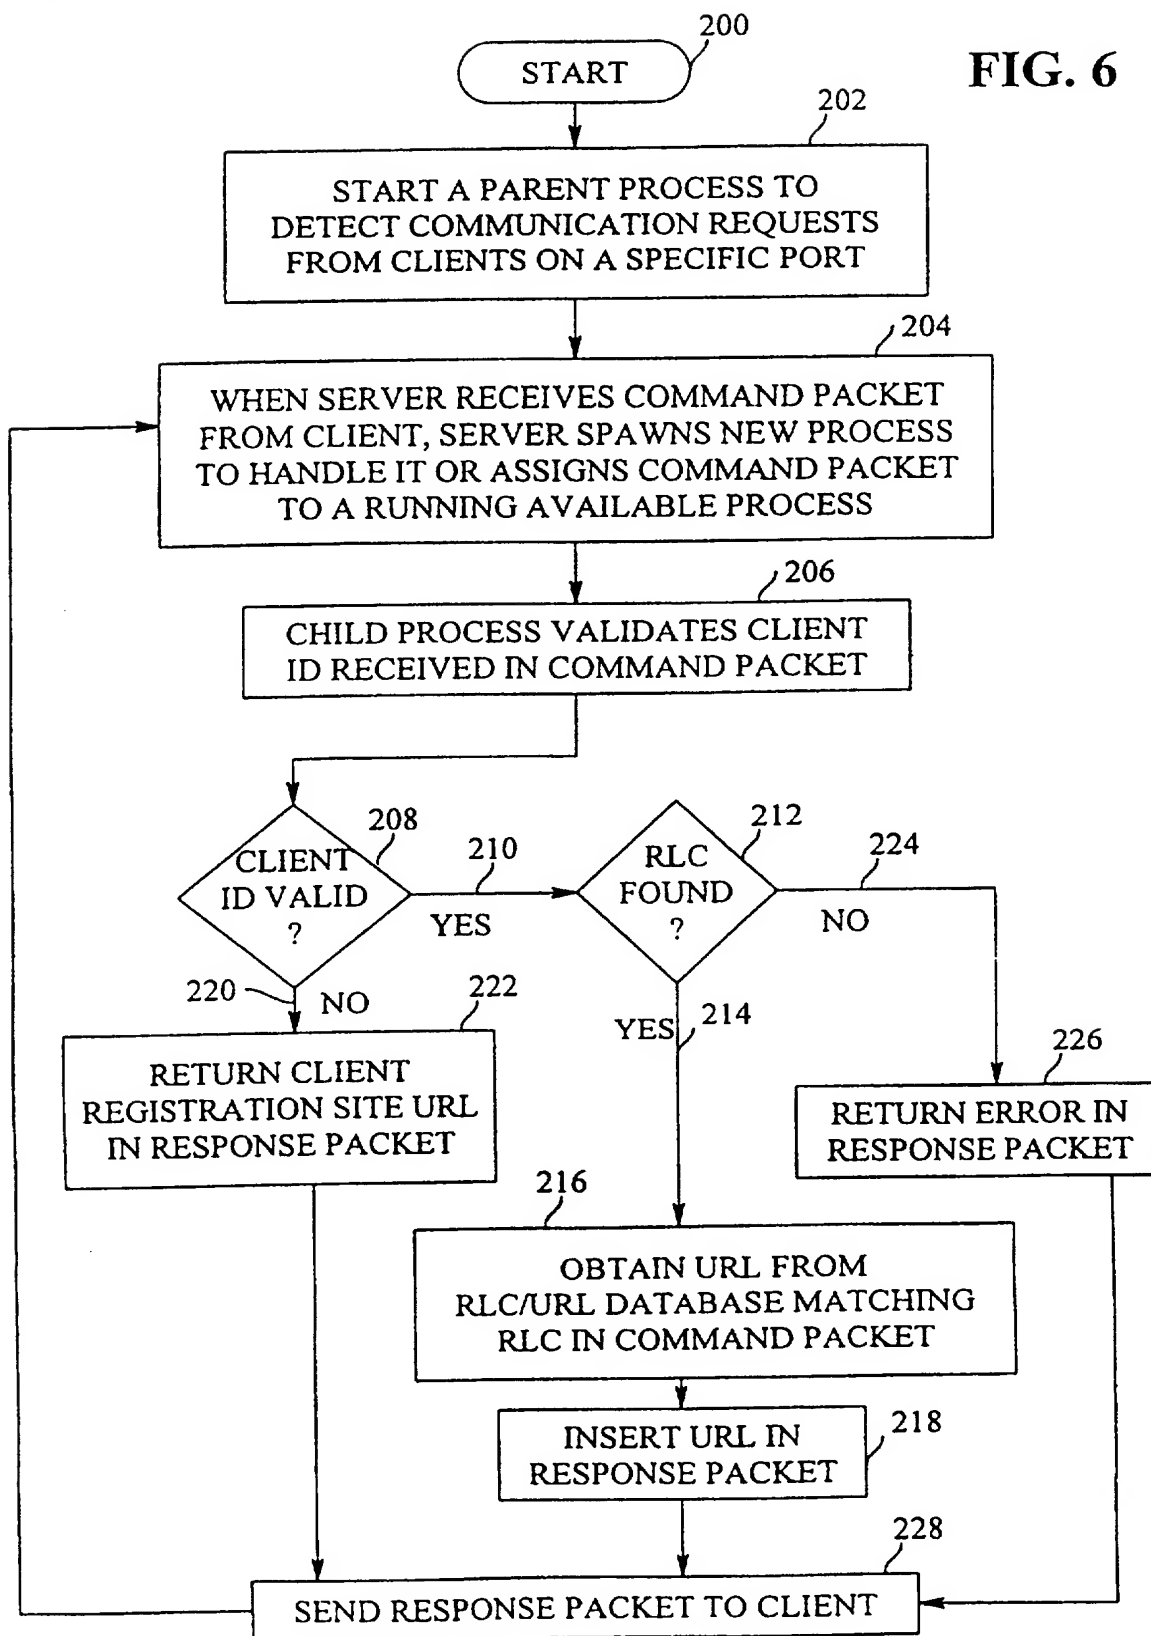 FIG. 6
200
START
202
START A PARENT PROCESS TO
DETECT COMMUNICATION REQUESTS
FROM CLIENTS ON A SPECIFIC PORT
204
WHEN SERVER RECEIVES COMMAND PACKET
FROM CLIENT, SERVER SPAWNS NEW PROCESS
TO HANDLE IT OR ASSIGNS COMMAND PACKET
TO A RUNNING AVAILABLE PROCESS
206
CHILD PROCESS VALIDATES CLIENT
ID RECEIVED IN COMMAND PACKET
208
CLIENT
ID VALID
?
210
YES
212
RLC
FOUND
?
224
NO
220
NO
222
RETURN CLIENT
REGISTRATION SITE URL
IN RESPONSE PACKET
YES
214
226
RETURN ERROR IN
RESPONSE PACKET
216
OBTAIN URL FROM
RLC/URL DATABASE MATCHING
RLC IN COMMAND PACKET
218
INSERT URL IN
RESPONSE PACKET
228
SEND RESPONSE PACKET TO CLIENT